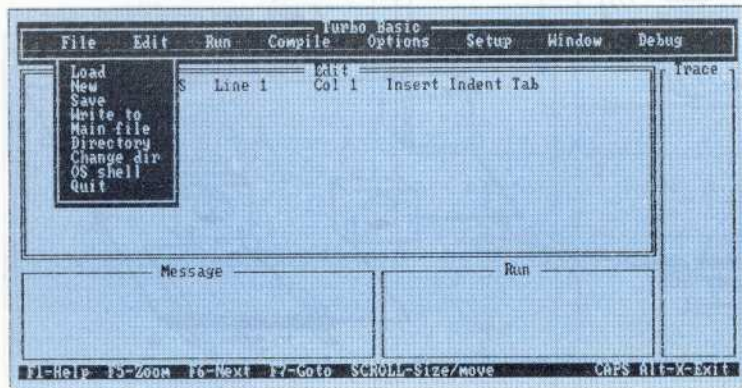 Turbo Basic
File Edit Run Compile Options Setup Window Debug
Edit
Trace
S Line 1 Col 1 Insert Indent Tab
Load
New
Save
Write to
Main file
Directory
Change dir
OS shell
Quit
Message
Run
F1-Help F5-Zoom F6-Next F7-Goto SCROLL-Size/move CAPS Alt-X-Exit